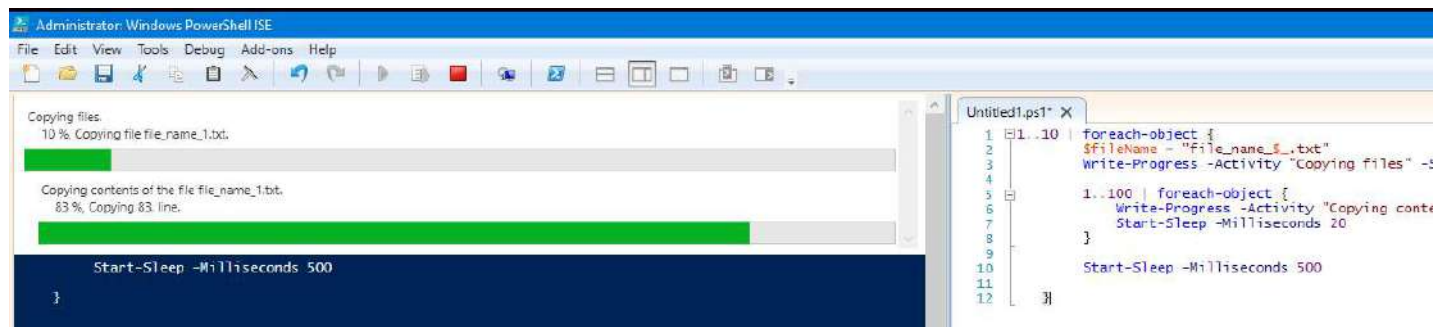 Administrator: Windows PowerShell ISE
File Edit View Tools Debug Add-ons Help
Copying files.
10 %, Copying file file_name_1.txt.
Copying contents of the file file_name_1.txt.
83 %, Copying 83. line.
Start-Sleep -Milliseconds 500
}
Untitled1.ps1* X
1 1..10 | foreach-object {
2 $fileName = "file_name_$_.txt"
3 Write-Progress -Activity "Copying files" -S
4
5 1..100 | foreach-object {
6 Write-Progress -Activity "Copying conte
7 Start-Sleep -Milliseconds 20
8 }
9
10 Start-Sleep -Milliseconds 500
11
12 }